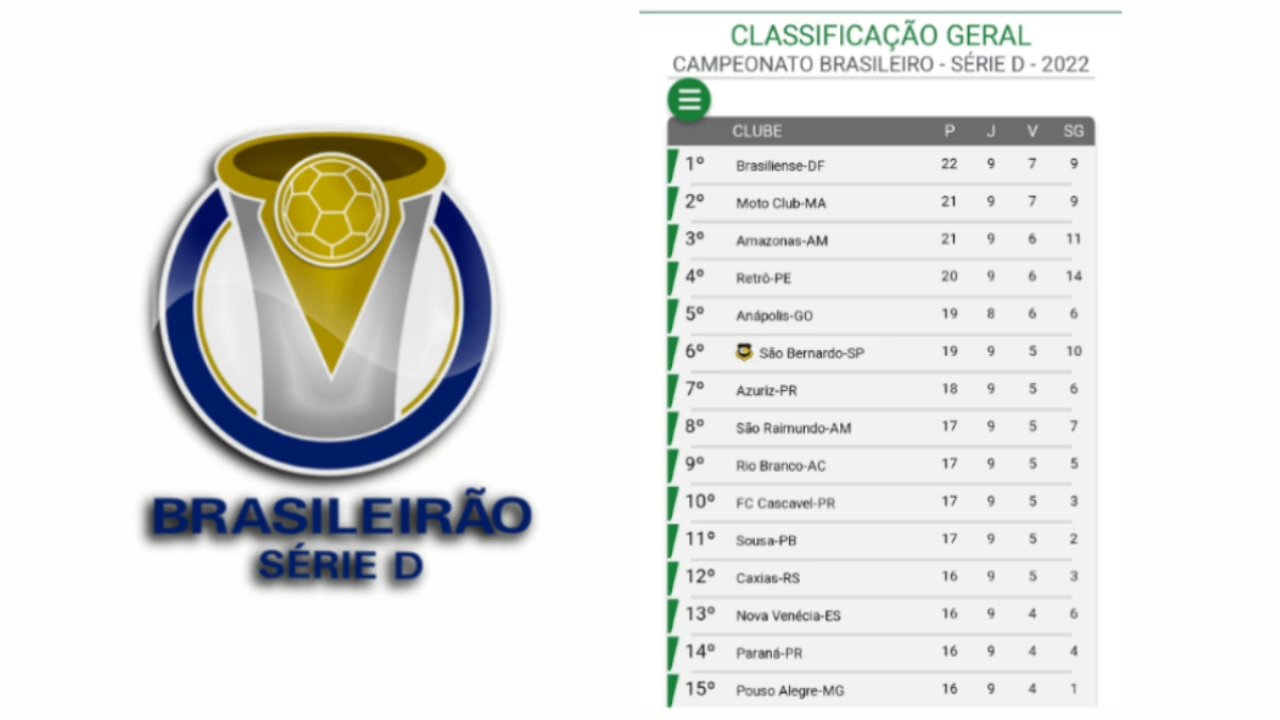 BRASILEIRÃO
SÉRIE D
CLASSIFICAÇÃO GERAL
CAMPEONATO BRASILEIRO - SÉRIE D - 2022
CLUBE P J V SG
1º Brasiliense-DF 22 9 7 9
2º Moto Club-MA 21 9 7 9
3º Amazonas-AM 21 9 6 11
4º Retrô-PE 20 9 6 14
5º Anápolis-GO 19 8 6 6
6º São Bernardo-SP 19 9 5 10
7º Azuriz-PR 18 9 5 6
8º São Raimundo-AM 17 9 5 7
9º Rio Branco-AC 17 9 5 5
10º FC Cascavel-PR 17 9 5 3
11º Sousa-PB 17 9 5 2
12º Caxias-RS 16 9 5 3
13º Nova Venécia-ES 16 9 4 6
14º Paraná-PR 16 9 4 4
15º Pouso Alegre-MG 16 9 4 1